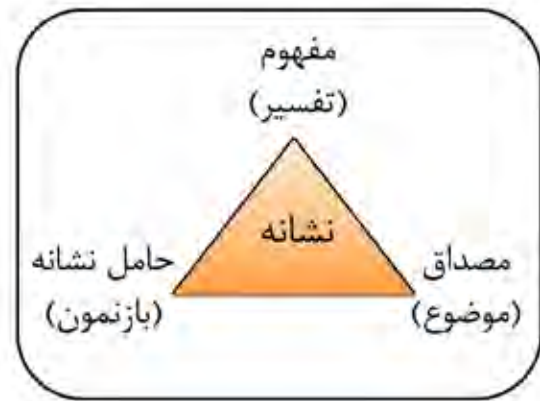 مفهوم
(تفسیر)
نشانه
مصداق
(موضوع)
حامل نشانه
(بازنمون)